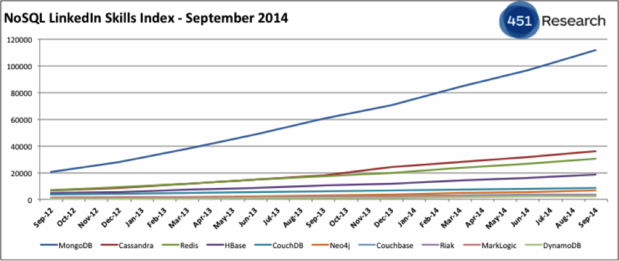 NoSQL LinkedIn Skills Index - September 2014
451 Research
120000
100000
80000
60000
40000
20000
0
Sep-12 Oct-12 Nov-12 Dec-12 Jan-13 Feb-13 Mar-13 Apr-13 May-13 Jun-13 Jul-13 Aug-13 Sep-13 Oct-13 Nov-13 Dec-13 Jan-14 Feb-14 Mar-14 Apr-14 May-14 Jun-14 Jul-14 Aug-14 Sep-14
MongoDB Cassandra Redis HBase CouchDB Neo4j Couchbase Riak MarkLogic DynamoDB